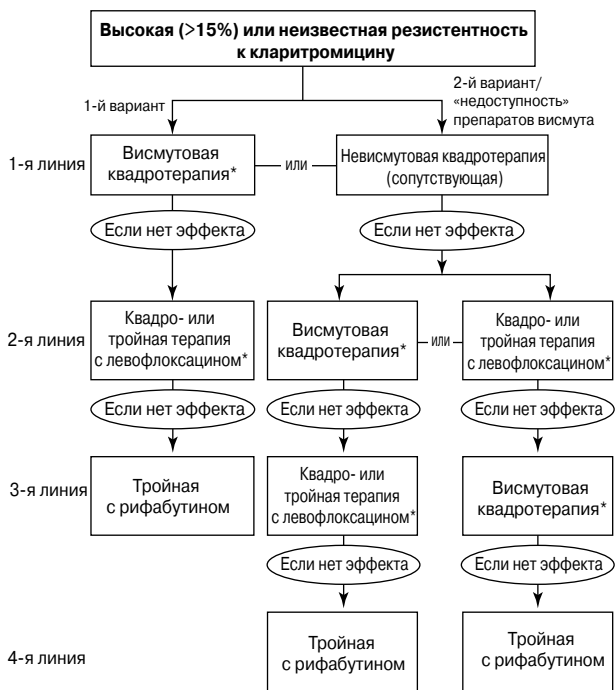 Высокая (>15%) или неизвестная резистентность
к кларитромицину
1-й вариант
2-й вариант/
«недоступность»
препаратов висмута
1-я линия
Висмутовая
квадротерапия*
или
Невисмутовая квадротерапия
(сопутствующая)
Если нет эффекта
Если нет эффекта
2-я линия
Квадро- или
тройная терапия
с левофлоксацином*
Висмутовая
квадротерапия*
или
Квадро- или
тройная терапия
с левофлоксацином*
Если нет эффекта
Если нет эффекта
Если нет эффекта
3-я линия
Тройная
с рифабутином
Квадро- или
тройная терапия
с левофлоксацином*
Висмутовая
квадротерапия*
Если нет эффекта
Если нет эффекта
4-я линия
Тройная
с рифабутином
Тройная
с рифабутином